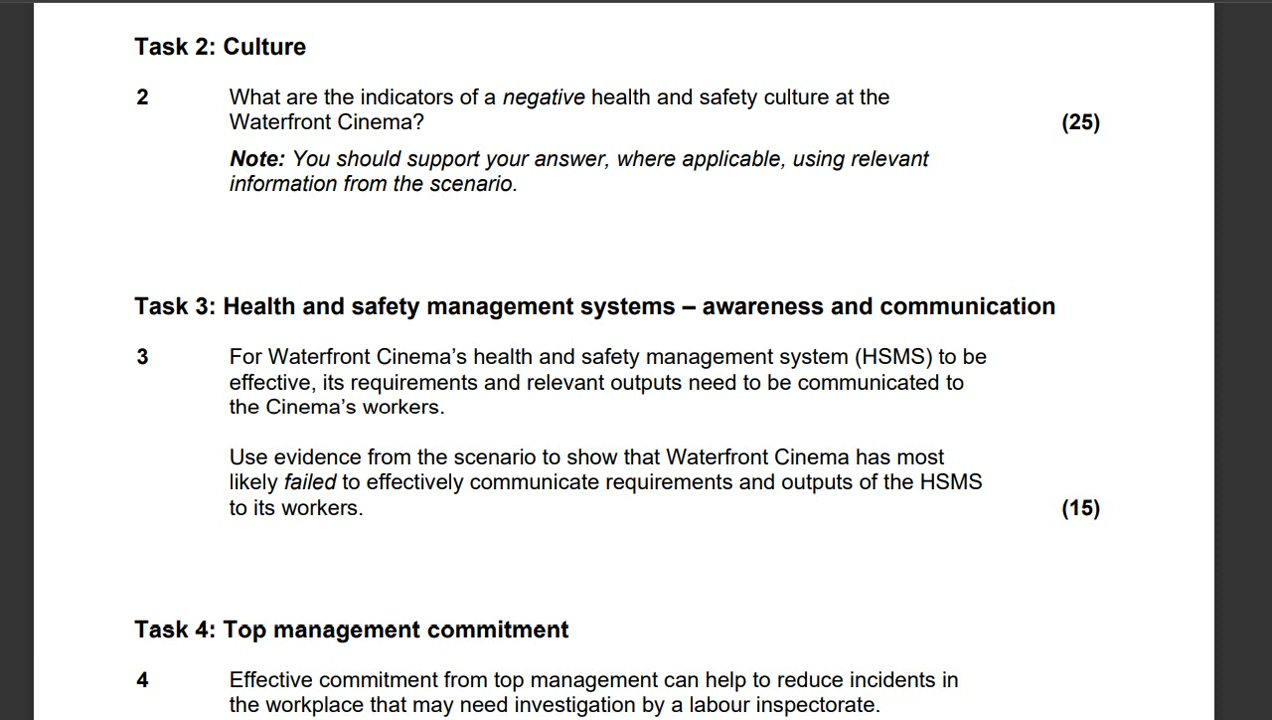 Task 2: Culture
2
What are the indicators of a negative health and safety culture at the
Waterfront Cinema?
(25)
Note: You should support your answer, where applicable, using relevant
information from the scenario.
Task 3: Health and safety management systems – awareness and communication
3
For Waterfront Cinema’s health and safety management system (HSMS) to be
effective, its requirements and relevant outputs need to be communicated to
the Cinema’s workers.
Use evidence from the scenario to show that Waterfront Cinema has most
likely failed to effectively communicate requirements and outputs of the HSMS
to its workers.
(15)
Task 4: Top management commitment
4
Effective commitment from top management can help to reduce incidents in
the workplace that may need investigation by a labour inspectorate.